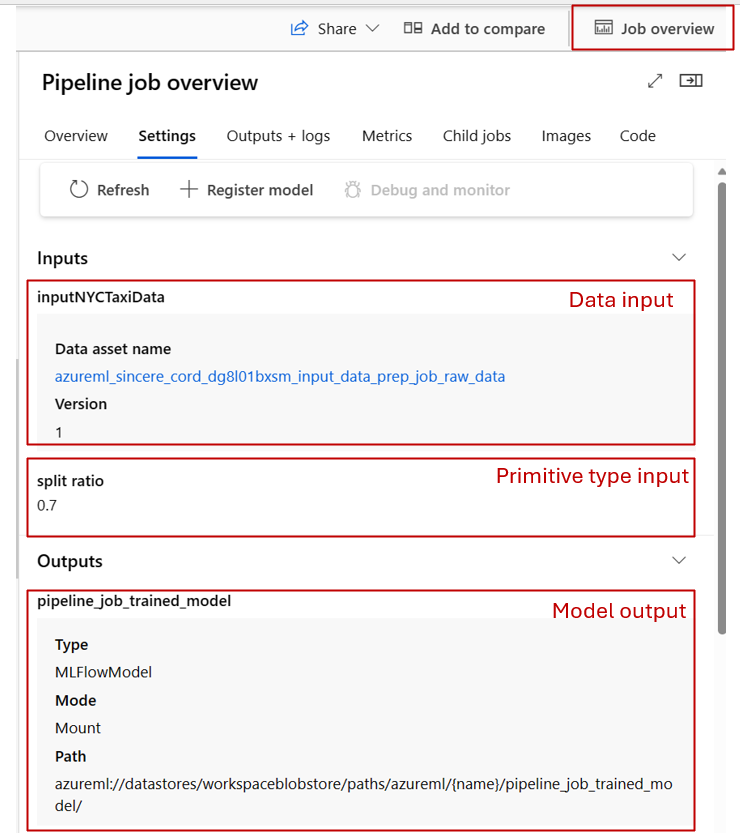 Share
Add to compare
Job overview
Pipeline job overview
Overview
Settings
Outputs + logs
Metrics
Child jobs
Images
Code
Refresh
Register model
Debug and monitor
Inputs
inputNYCTaxiData
Data input
Data asset name
azureml_sincere_cord_dg8l01bxsm_input_data_prep_job_raw_data
Version
1
split ratio
Primitive type input
0.7
Outputs
pipeline_job_trained_model
Model output
Type
MLFlowModel
Mode
Mount
Path
azureml://datastores/workspaceblobstore/paths/azureml/{name}/pipeline_job_trained_mo
del/